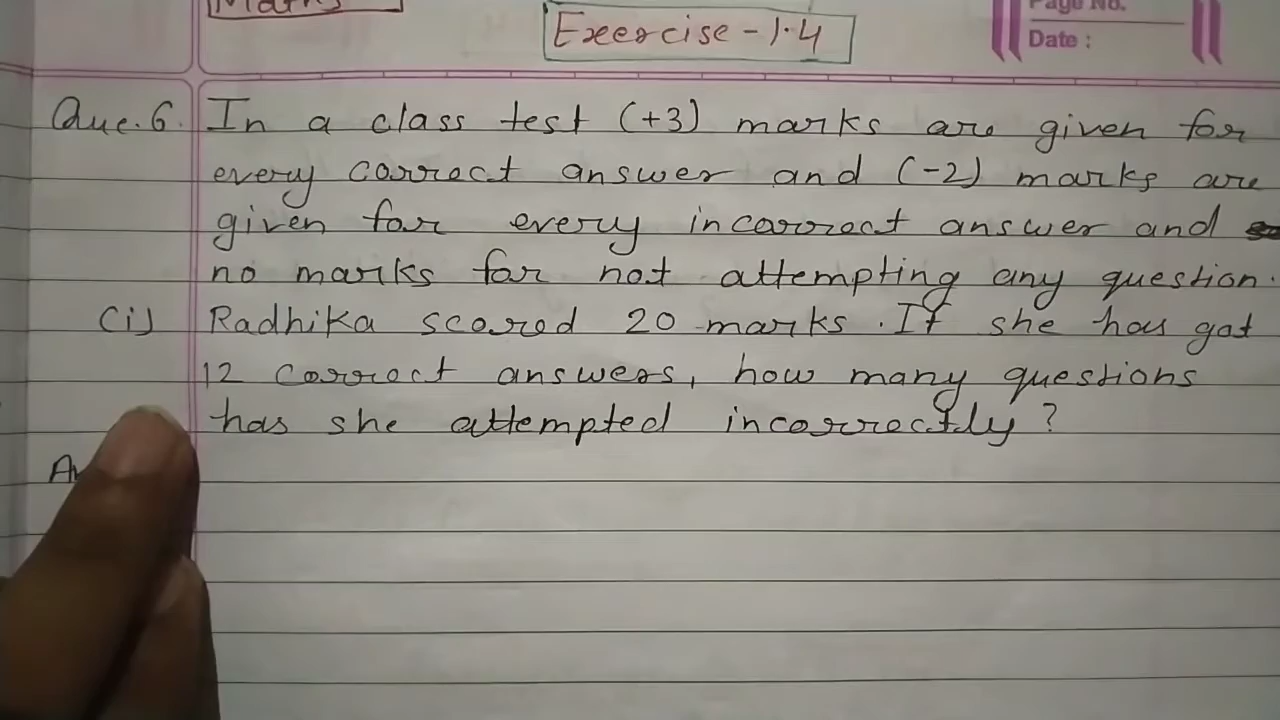 Maths
Exercise - 1.4
Page No.
Date :
Que. 6. In a class test (+3) marks are given for
every correct answer and (-2) marks are
given for every incorrect answer and
no marks for not attempting any question.
(i) Radhika scored 20 marks. If she has got
12 correct answers, how many questions
has she attempted incorrectly?